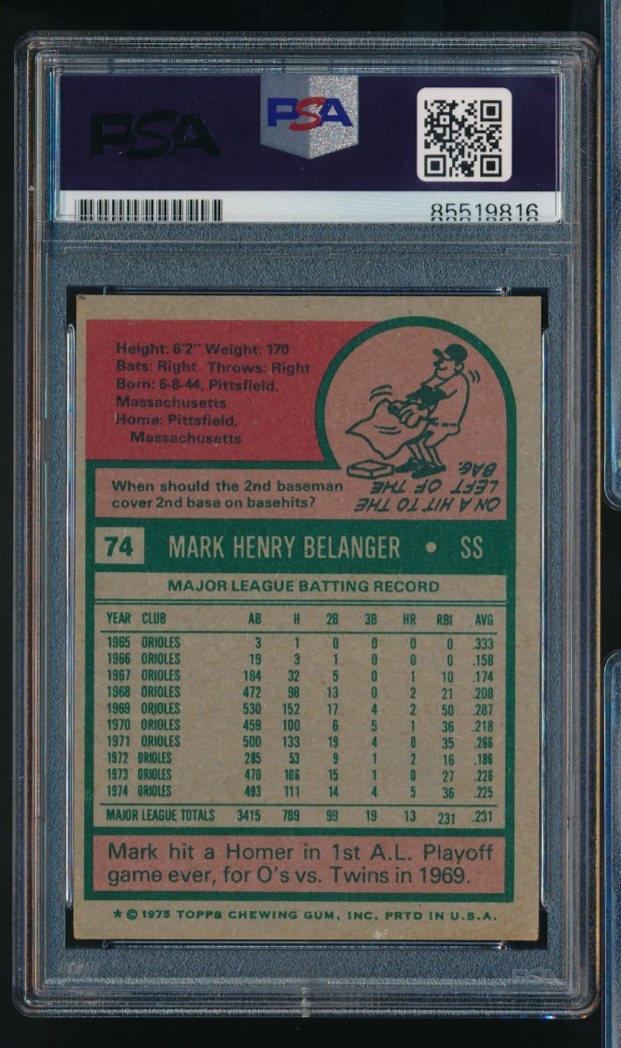 PSA
PSA
85519816
Height: 6'2" Weight: 170
Bats: Right Throws: Right
Born: 6-8-44, Pittsfield,
Massachusetts
Home: Pittsfield,
Massachusetts
When should the 2nd baseman
cover 2nd base on basehits?
ON A HIT TO THE
LEFT OF THE
BAG.
74 MARK HENRY BELANGER • SS
MAJOR LEAGUE BATTING RECORD
YEAR CLUB AB H 2B 3B HR RBI AVG
1965 ORIOLES 3 1 0 0 0 0 .333
1966 ORIOLES 19 3 1 0 0 0 .158
1967 ORIOLES 184 32 5 0 1 10 .174
1968 ORIOLES 472 98 13 0 2 21 .208
1969 ORIOLES 530 152 17 4 2 50 .287
1970 ORIOLES 459 100 6 5 1 36 .218
1971 ORIOLES 500 133 19 4 0 35 .266
1972 ORIOLES 285 53 9 1 2 16 .186
1973 ORIOLES 470 106 15 1 0 27 .226
1974 ORIOLES 493 111 14 4 5 36 .225
MAJOR LEAGUE TOTALS 3415 789 99 19 13 231 .231
Mark hit a Homer in 1st A.L. Playoff
game ever, for O's vs. Twins in 1969.
* © 1975 TOPPS CHEWING GUM, INC. PRTD IN U.S.A.
PSA